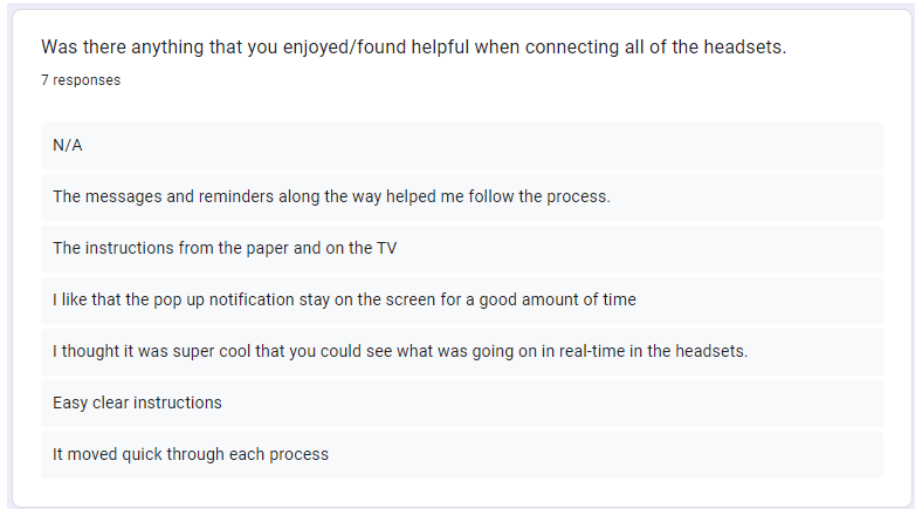 Was there anything that you enjoyed/found helpful when connecting all of the headsets.
7 responses
N/A
The messages and reminders along the way helped me follow the process.
The instructions from the paper and on the TV
I like that the pop up notification stay on the screen for a good amount of time
I thought it was super cool that you could see what was going on in real-time in the headsets.
Easy clear instructions
It moved quick through each process